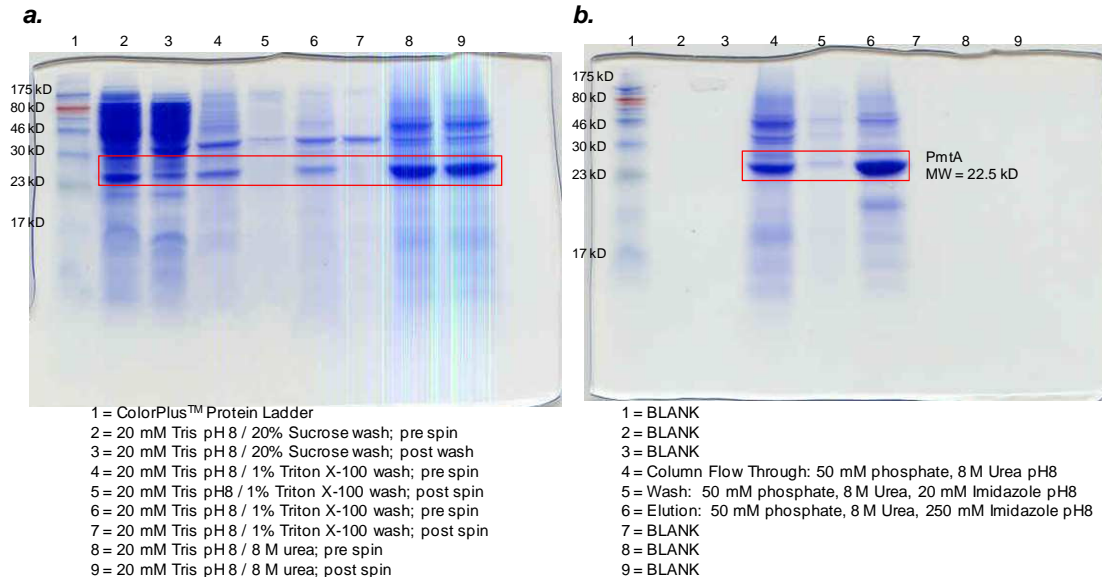 a.
1 2 3 4 5 6 7 8 9
175 kD
80 kD
46 kD
30 kD
23 kD
17 kD
1 = ColorPlus™ Protein Ladder
2 = 20 mM Tris pH 8 / 20% Sucrose wash; pre spin
3 = 20 mM Tris pH 8 / 20% Sucrose wash; post wash
4 = 20 mM Tris pH 8 / 1% Triton X-100 wash; pre spin
5 = 20 mM Tris pH8 / 1% Triton X-100 wash; post spin
6 = 20 mM Tris pH 8 / 1% Triton X-100 wash; pre spin
7 = 20 mM Tris pH 8 / 1% Triton X-100 wash; post spin
8 = 20 mM Tris pH 8 / 8 M urea; pre spin
9 = 20 mM Tris pH 8 / 8 M urea; post spin
b.
1 2 3 4 5 6 7 8 9
175 kD
80 kD
46 kD
30 kD
23 kD
17 kD
PmtA
MW = 22.5 kD
1 = BLANK
2 = BLANK
3 = BLANK
4 = Column Flow Through: 50 mM phosphate, 8 M Urea pH8
5 = Wash: 50 mM phosphate, 8 M Urea, 20 mM Imidazole pH8
6 = Elution: 50 mM phosphate, 8 M Urea, 250 mM Imidazole pH8
7 = BLANK
8 = BLANK
9 = BLANK